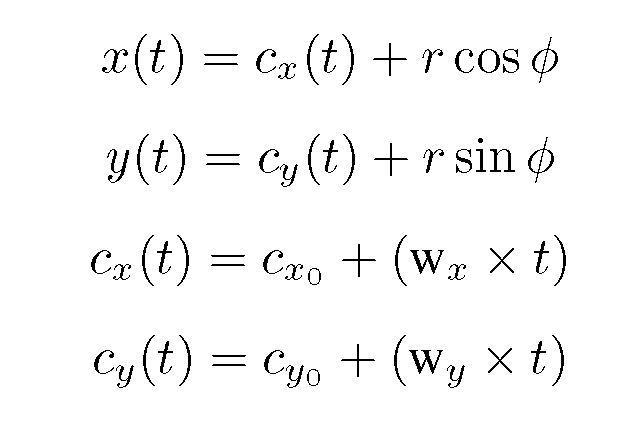 x(t) = c_x(t) + r cos ϕ
y(t) = c_y(t) + r sin ϕ
c_x(t) = c_{x_0} + (w_x × t)
c_y(t) = c_{y_0} + (w_y × t)